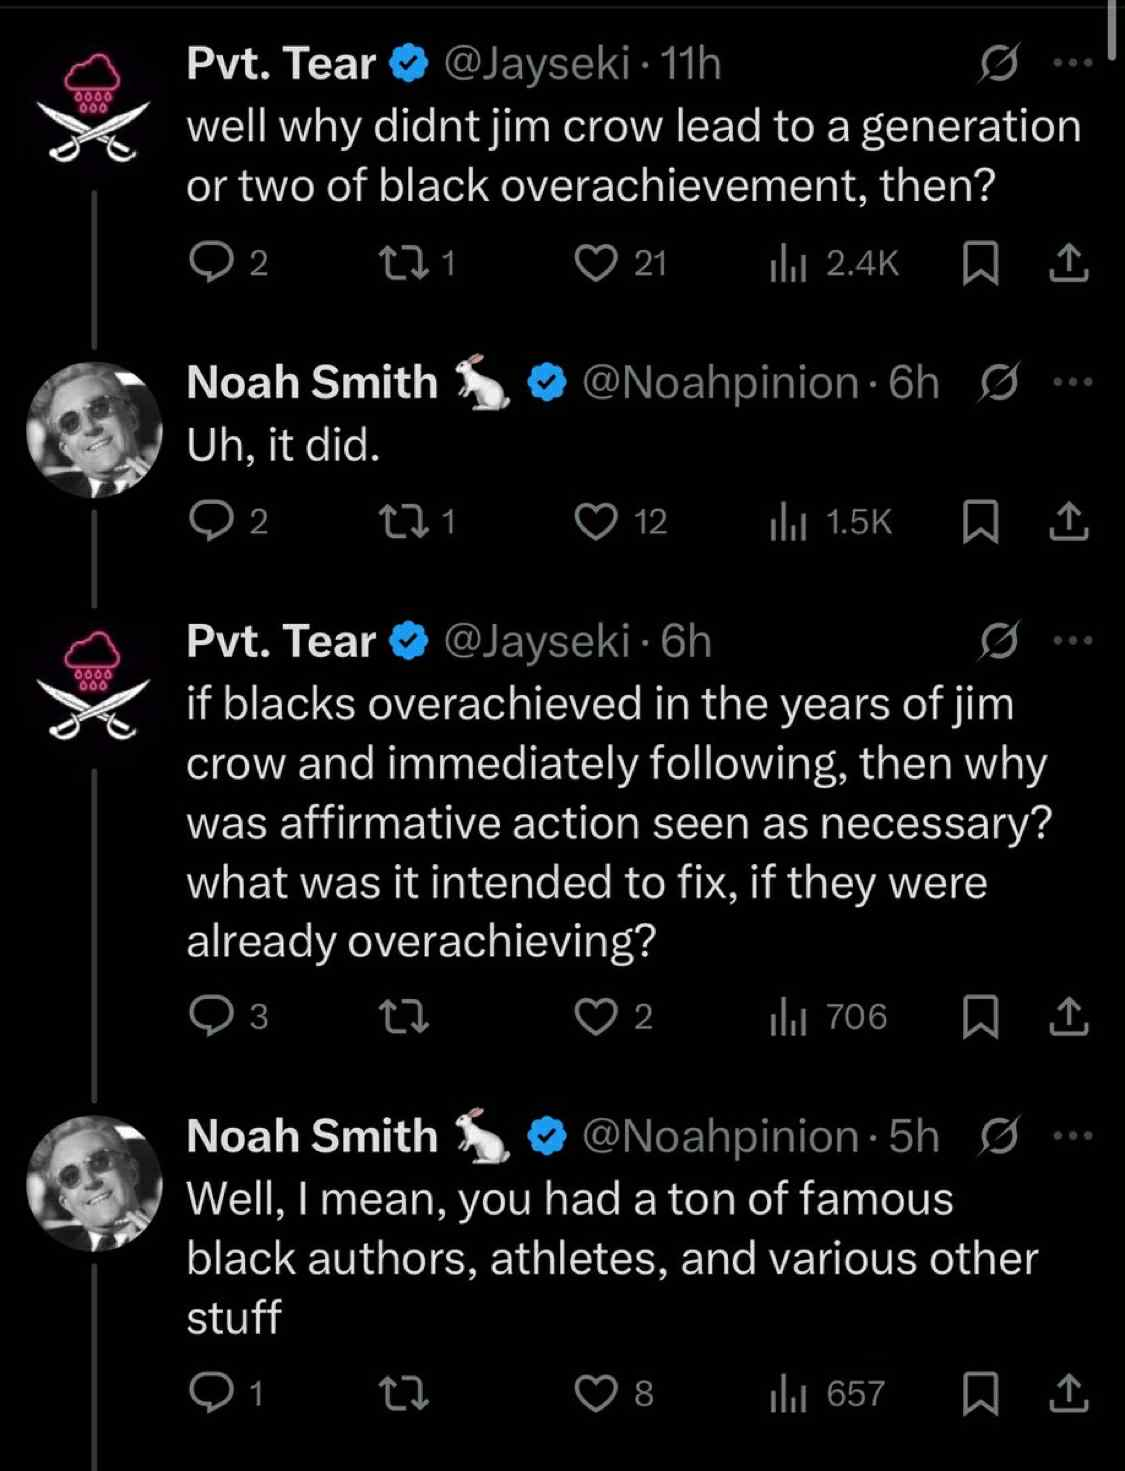 Pvt. Tear @Jayseki · 11h
well why didnt jim crow lead to a generation
or two of black overachievement, then?
2 1 21 2.4K
Noah Smith 🐇 @Noahpinion · 6h
Uh, it did.
2 1 12 1.5K
Pvt. Tear @Jayseki · 6h
if blacks overachieved in the years of jim
crow and immediately following, then why
was affirmative action seen as necessary?
what was it intended to fix, if they were
already overachieving?
3 2 706
Noah Smith 🐇 @Noahpinion · 5h
Well, I mean, you had a ton of famous
black authors, athletes, and various other
stuff
1 8 657